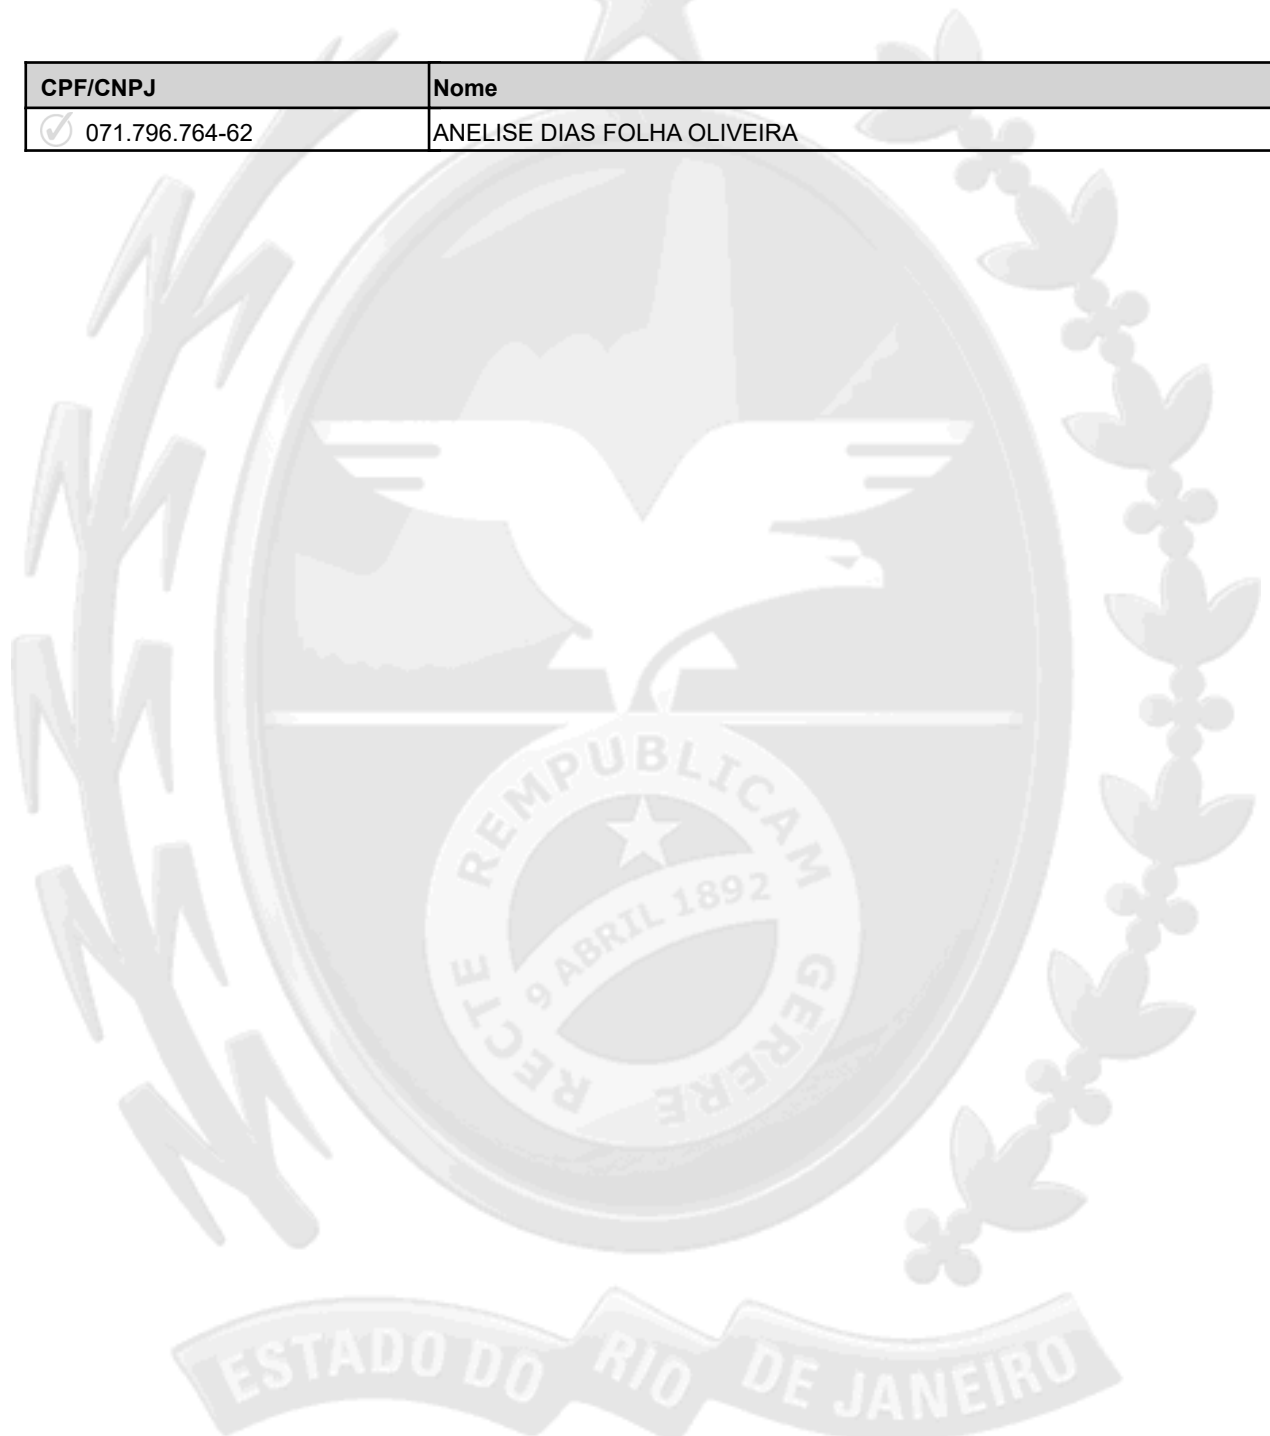 CPF/CNPJ Nome
071.796.764-62 ANELISE DIAS FOLHA OLIVEIRA
REMPUBLICAM
9 ABRIL 1892
RECTE GERERE
ESTADO DO RIO DE JANEIRO